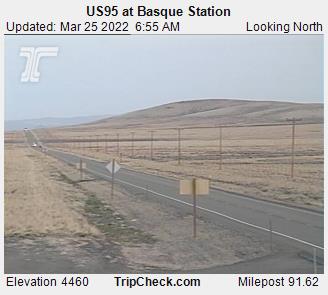 US95 at Basque Station
Updated: Mar 25 2022 6:55 AM Looking North
Elevation 4460 TripCheck.com Milepost 91.62